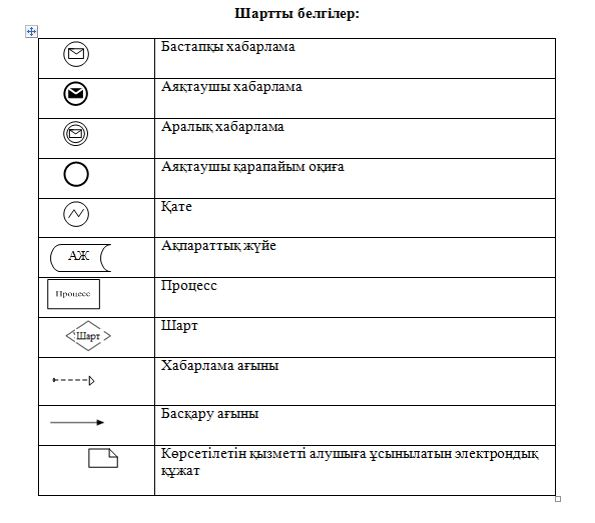 Шартты белгілер:
Бастапқы хабарлама
Аяқтаушы хабарлама
Аралық хабарлама
Аяқтаушы қарапайым оқиға
Қате
АЖ
Ақпараттық жүйе
Процесс
Процесс
Шарт
Шарт
Хабарлама ағыны
Басқару ағыны
Көрсетілетін қызметті алушыға ұсынылатын электрондық
құжат